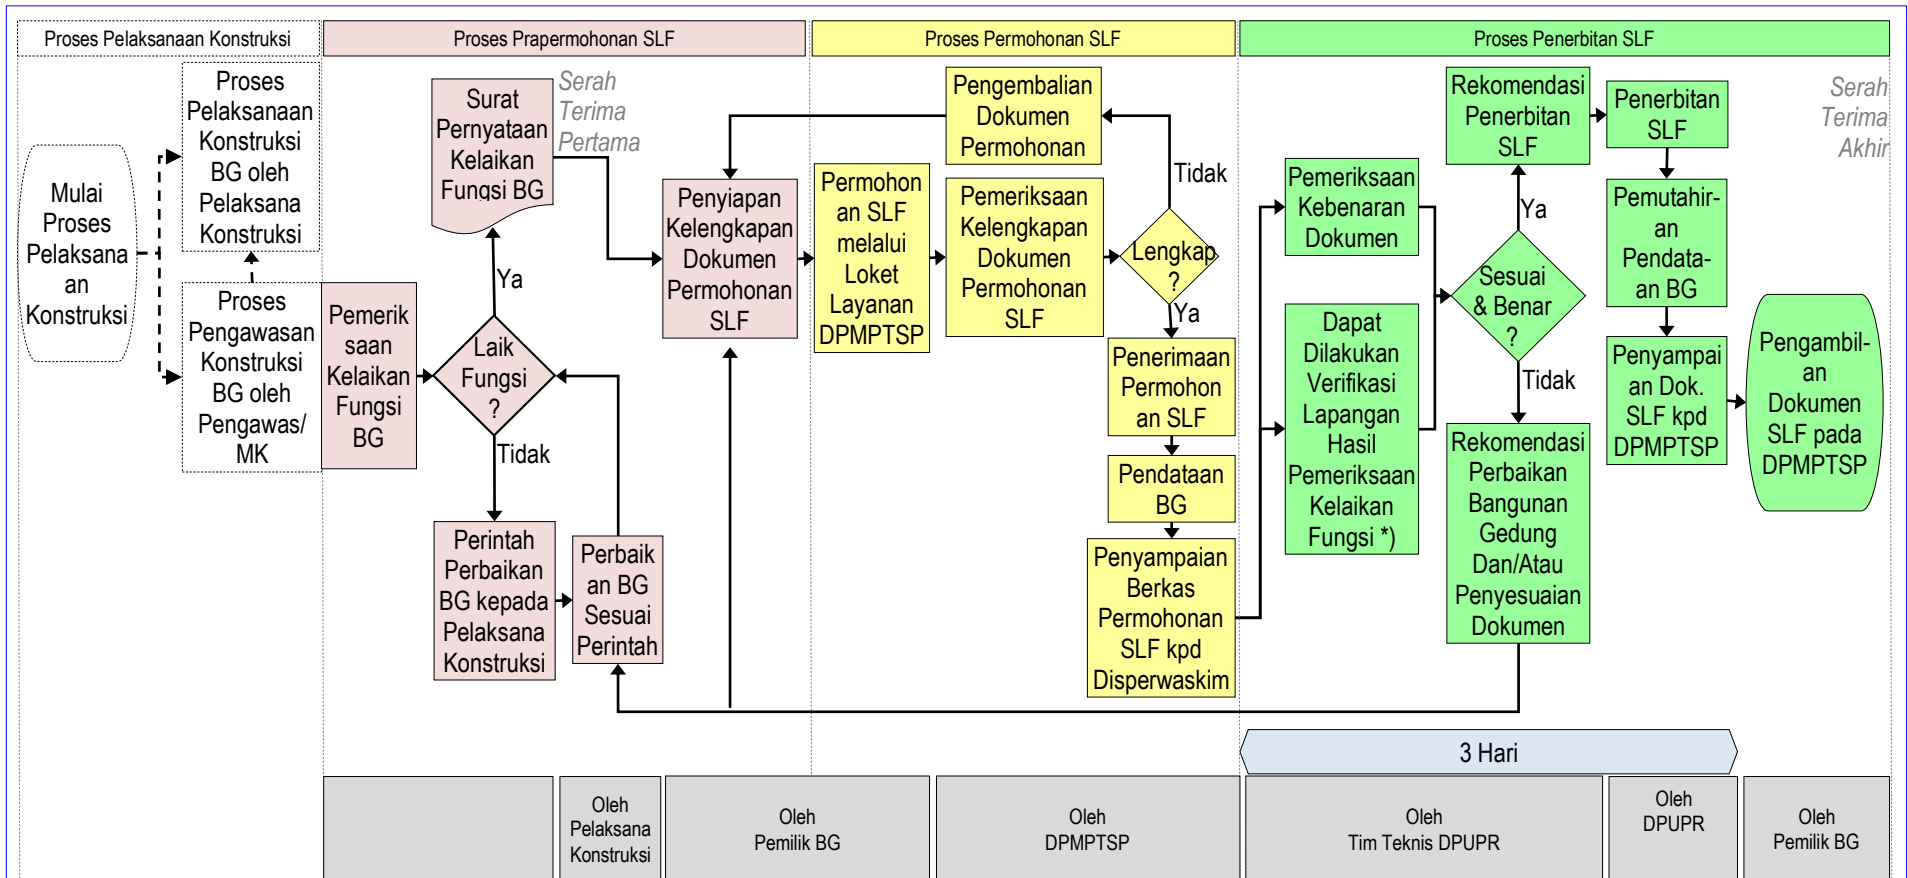 Proses Pelaksanaan Konstruksi
Proses Prapermohonan SLF
Proses Permohonan SLF
Proses Penerbitan SLF
Mulai
Proses
Pelaksana
an
Konstruksi
Proses
Pelaksanaan
Konstruksi
BG oleh
Pelaksana
Konstruksi
Proses
Pengawasan
Konstruksi
BG oleh
Pengawas/
MK
Pemerik
saan
Kelaikan
Fungsi
BG
Surat
Pernyataan
Kelaikan
Fungsi BG
Serah
Terima
Pertama
Ya
Laik
Fungsi
?
Tidak
Perintah
Perbaikan
BG kepada
Pelaksana
Konstruksi
Perbaik
an BG
Sesuai
Perintah
Penyiapan
Kelengkapan
Dokumen
Permohonan
SLF
Permohon
an SLF
melalui
Loket
Layanan
DPMPTSP
Pengembalian
Dokumen
Permohonan
Pemeriksaan
Kelengkapan
Dokumen
Permohonan
SLF
Tidak
Lengkap
?
Ya
Penerimaan
Permohon
an SLF
Pendataan
BG
Penyampaian
Berkas
Permohonan
SLF kpd
Disperwaskim
Pemeriksaan
Kebenaran
Dokumen
Dapat
Dilakukan
Verifikasi
Lapangan
Hasil
Pemeriksaan
Kelaikan
Fungsi *)
Rekomendasi
Penerbitan
SLF
Ya
Sesuai
& Benar
?
Tidak
Rekomendasi
Perbaikan
Bangunan
Gedung
Dan/Atau
Penyesuaian
Dokumen
Penerbitan
SLF
Pemutahir-
an
Pendata-
an BG
Penyampai
an Dok.
SLF kpd
DPMPTSP
Serah
Terima
Akhir
Pengambil-
an
Dokumen
SLF pada
DPMPTSP
3 Hari
Oleh
Pelaksana
Konstruksi
Oleh
Pemilik BG
Oleh
DPMPTSP
Oleh
Tim Teknis DPUPR
Oleh
DPUPR
Oleh
Pemilik BG